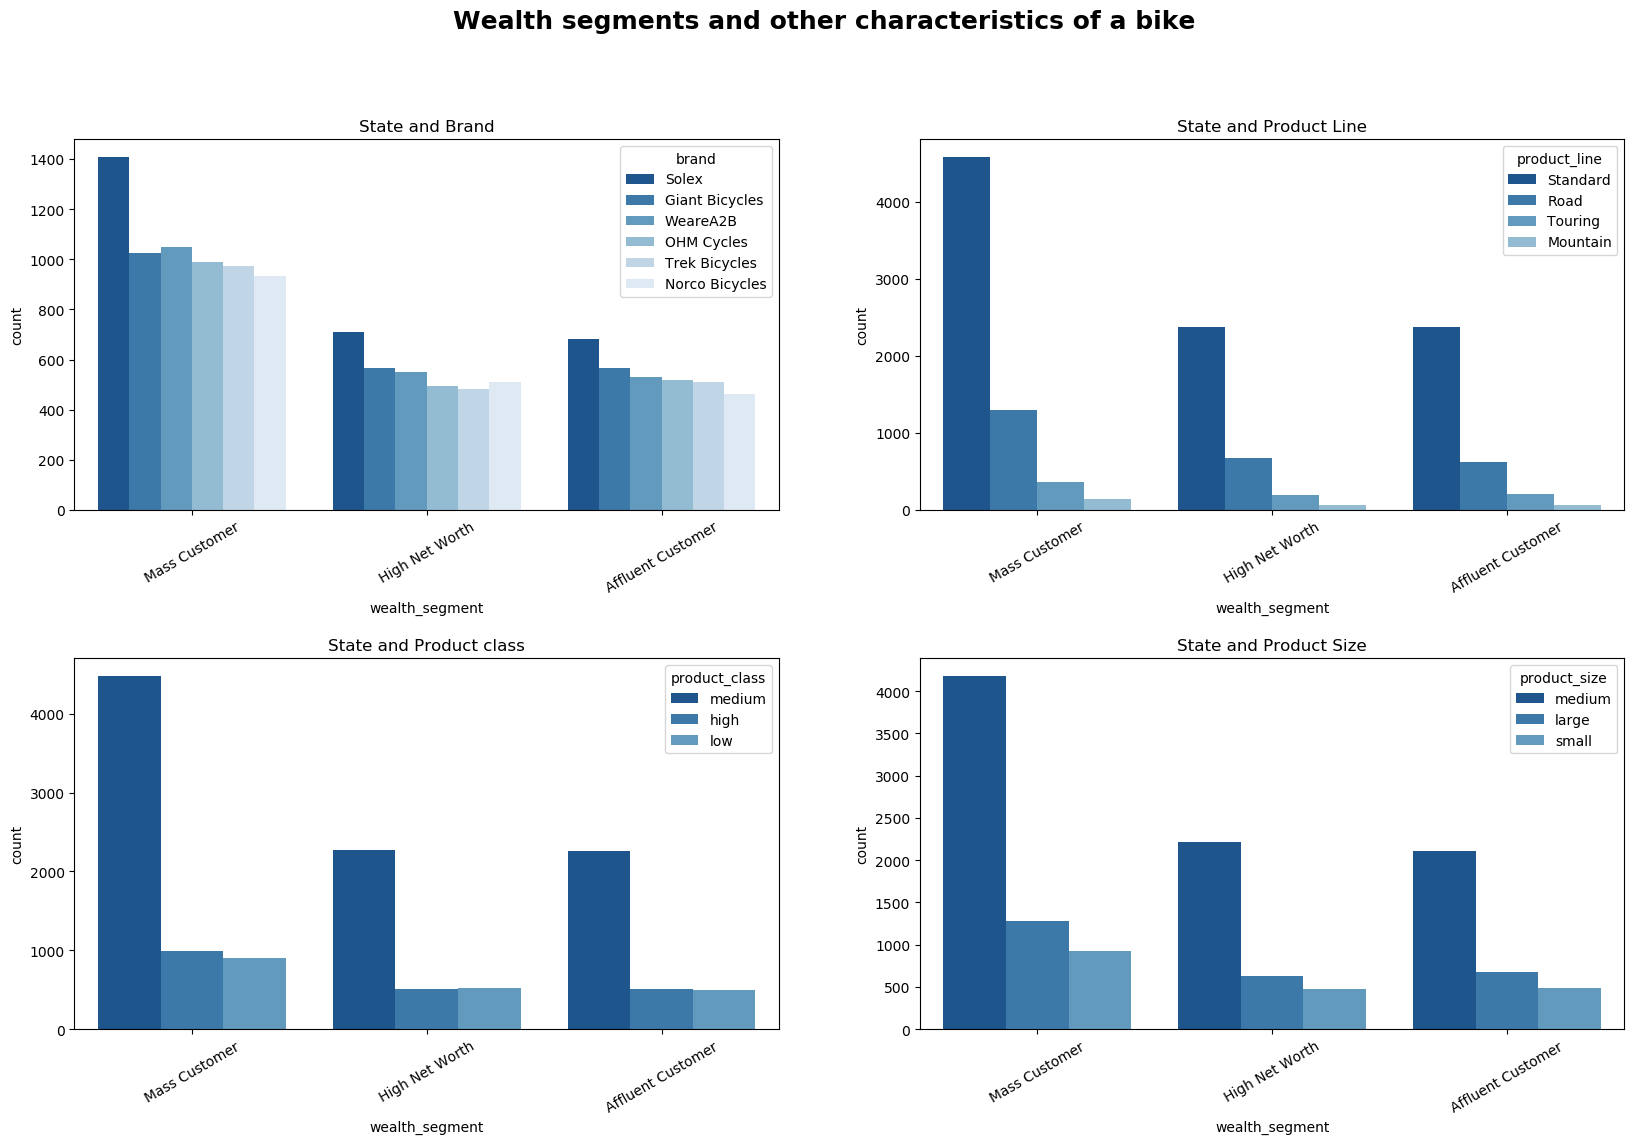 Wealth segments and other characteristics of a bike
State and Brand
1400
1200
1000
800
600
400
200
0
count
brand
Solex
Giant Bicycles
WeareA2B
OHM Cycles
Trek Bicycles
Norco Bicycles
Mass Customer
High Net Worth
Affluent Customer
wealth_segment
State and Product Line
4000
3000
2000
1000
0
count
product_line
Standard
Road
Touring
Mountain
Mass Customer
High Net Worth
Affluent Customer
wealth_segment
State and Product class
4000
3000
2000
1000
0
count
product_class
medium
high
low
Mass Customer
High Net Worth
Affluent Customer
wealth_segment
State and Product Size
4000
3500
3000
2500
2000
1500
1000
500
0
count
product_size
medium
large
small
Mass Customer
High Net Worth
Affluent Customer
wealth_segment